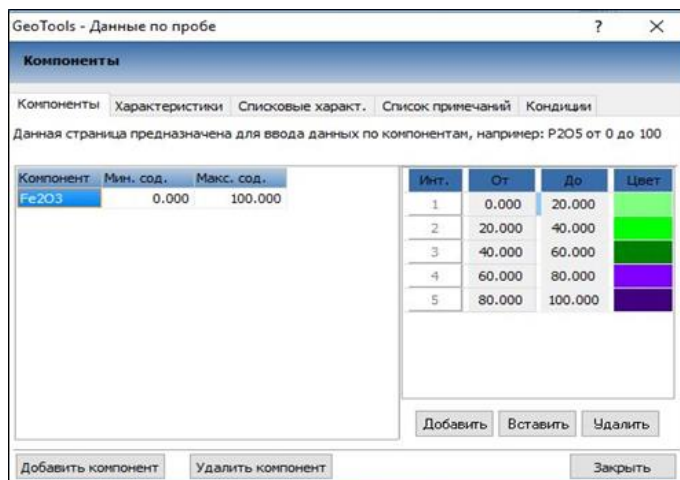 GeoTools - Данные по пробе ?
Компоненты
Компоненты Характеристики Списковые характ. Список примечаний Кондиции
Данная страница предназначена для ввода данных по компонентам, например: P2O5 от 0 до 100
Компонент Мин. сод. Макс. сод. Инт. От До Цвет
Fe2O3 0.000 100.000 1 0.000 20.000
2 20.000 40.000
3 40.000 60.000
4 60.000 80.000
5 80.000 100.000
Добавить Вставить Удалить
Добавить компонент Удалить компонент Закрыть